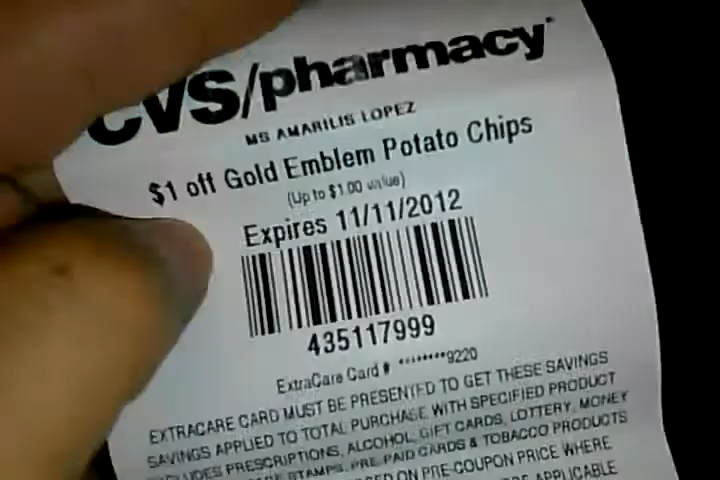 CVS/pharmacy
MS AMARILIS LOPEZ
$1 off Gold Emblem Potato Chips
(Up to $1.00 value)
Expires 11/11/2012
435117999
ExtraCare Card # ********9220
EXTRACARE CARD MUST BE PRESENTED TO GET THESE SAVINGS
SAVINGS APPLIED TO TOTAL PURCHASE WITH SPECIFIED PRODUCT
PRESCRIPTIONS, ALCOHOL, GIFT CARDS, LOTTERY, MONEY
STAMPS, PRE-PAID CARDS & TOBACCO PRODUCTS
ON PRE-COUPON PRICE WHERE
APPLICABLE